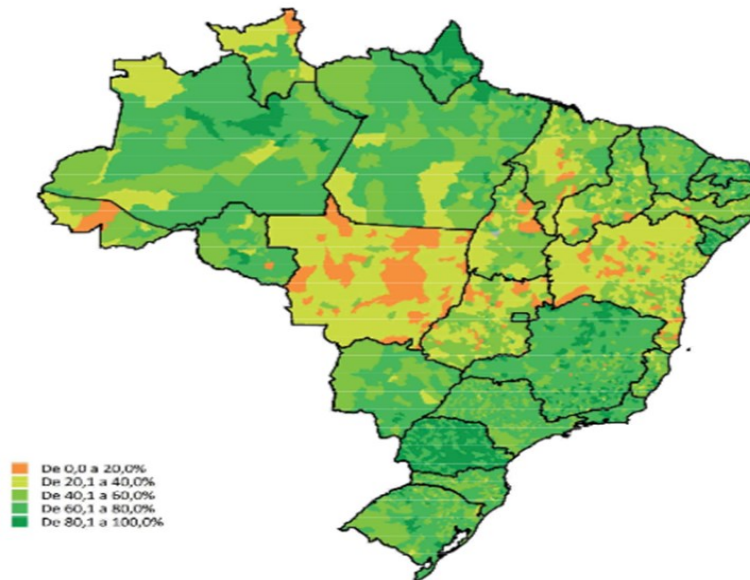 De 0,0 a 20,0%
De 20,1 a 40,0%
De 40,1 a 60,0%
De 60,1 a 80,0%
De 80,1 a 100,0%